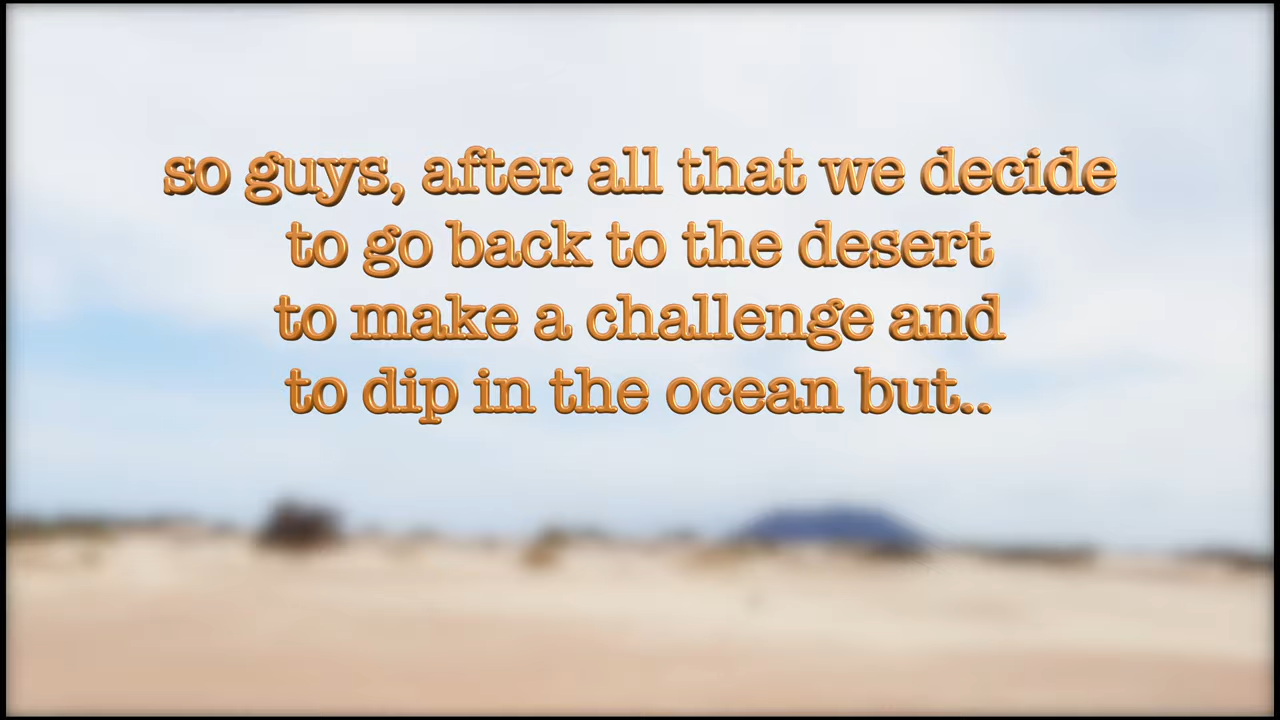 so guys, after all that we decide
to go back to the desert
to make a challenge and
to dip in the ocean but..